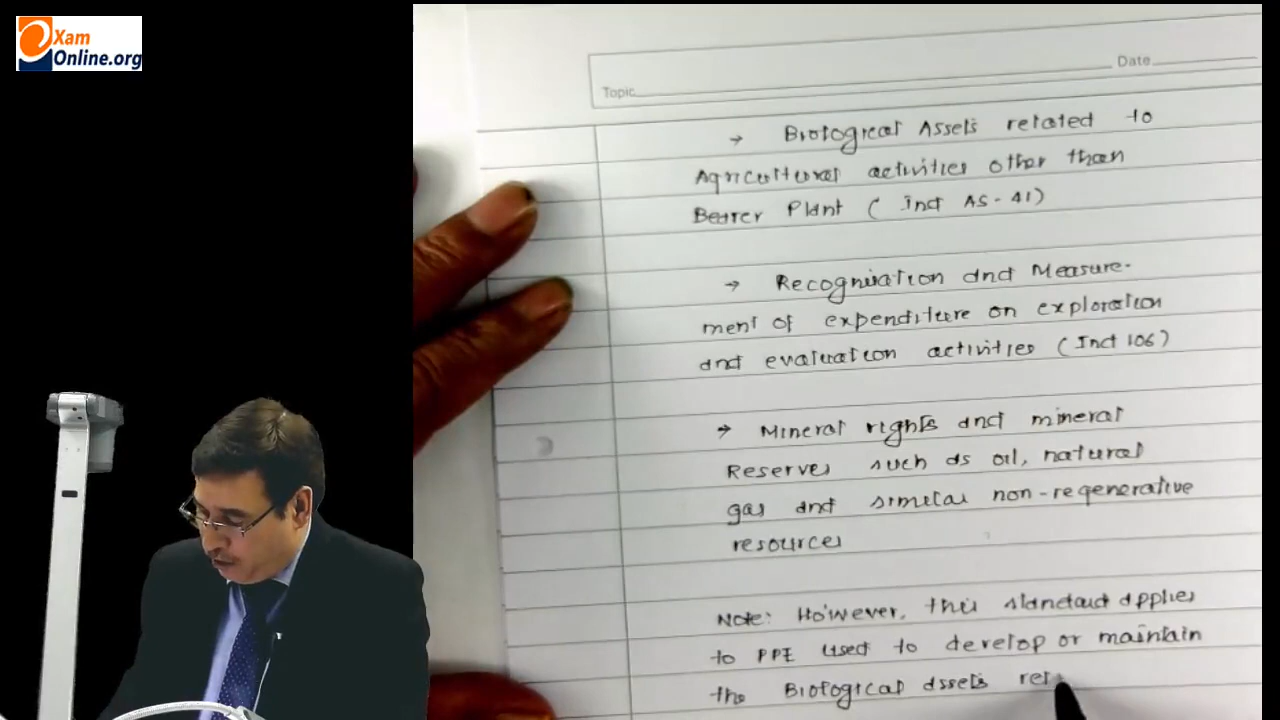 Xam
Online.org
Topic
Date
→ Biological Assets related to
Agricultural activities other than
Bearer Plant ( Ind AS-41)
→ Recognisation and Measure-
ment of expenditure on exploration
and evaluation activities (Ind 106)
→ Mineral rights and mineral
Reserves such as oil, natural
gas and similar non-regenerative
resources
Note: However, this standard applies
to PPE used to develop or maintain
the Biological assets rel